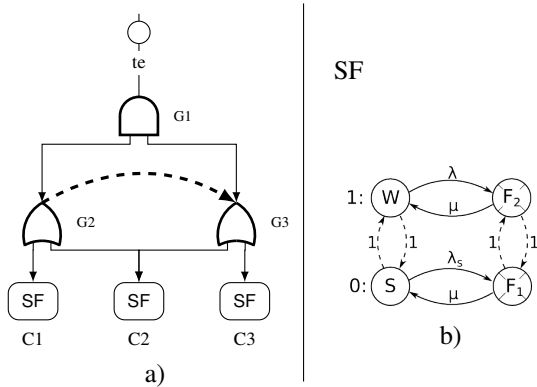 te
G1
G2
G3
SF
SF
SF
C1
C2
C3
a)
SF
λ
1:
W
F2
μ
1
1
1
1
λs
0:
S
F1
μ
b)